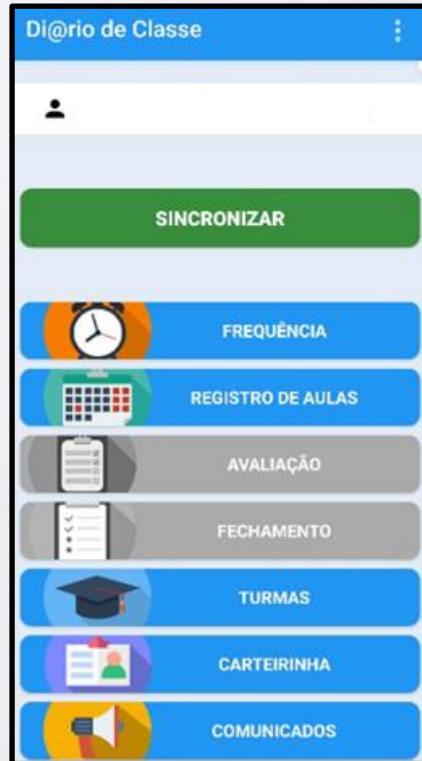 Di@rio de Classe
SINCRONIZAR
FREQUÊNCIA
REGISTRO DE AULAS
AVALIAÇÃO
FECHAMENTO
TURMAS
CARTEIRINHA
COMUNICADOS